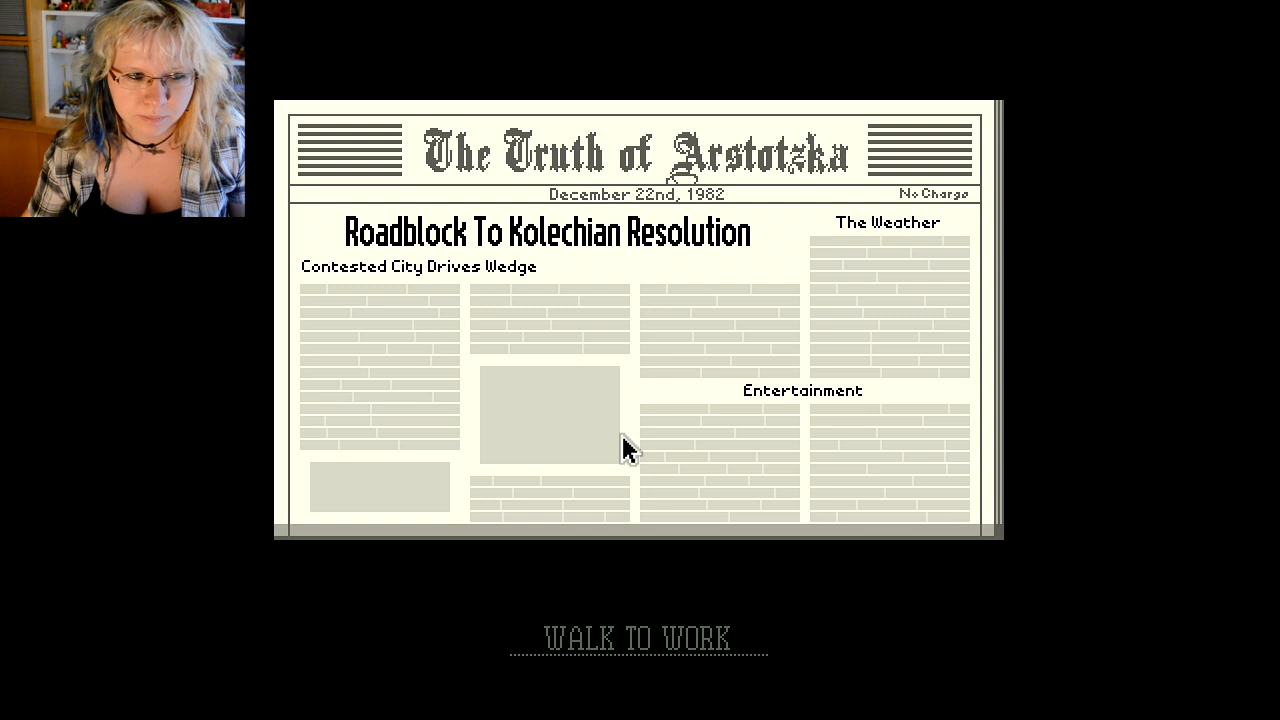 The Truth of Arstotzka
December 22nd, 1982
No Charge
Roadblock To Kolechian Resolution
Contested City Drives Wedge
The Weather
Entertainment
WALK TO WORK